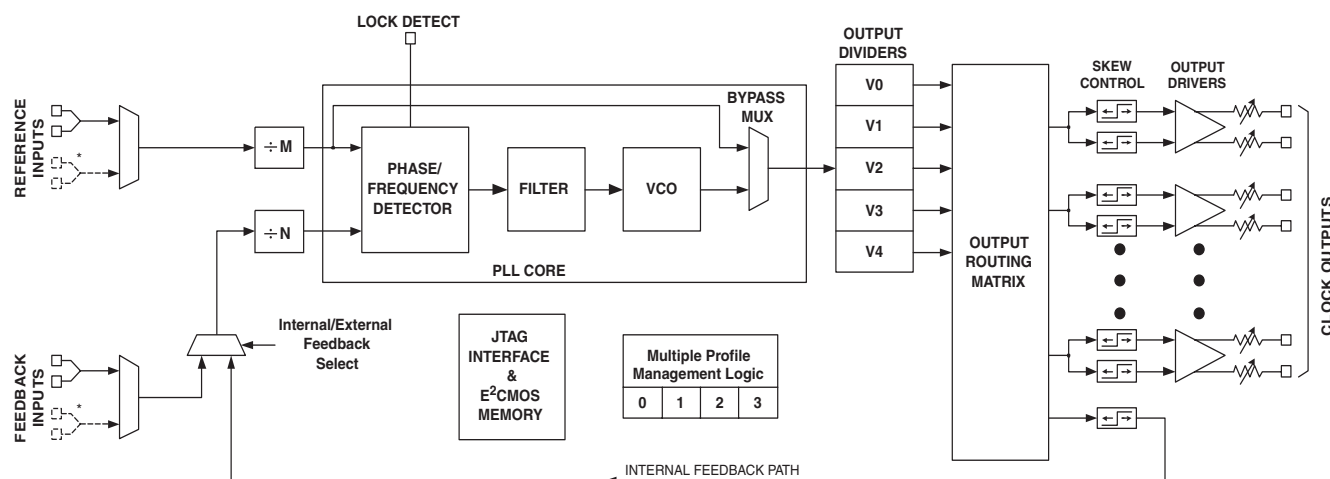 LOCK DETECT
OUTPUT
DIVIDERS
SKEW
CONTROL
OUTPUT
DRIVERS
REFERENCE
INPUTS
*
÷M
÷N
PHASE/
FREQUENCY
DETECTOR
FILTER
VCO
BYPASS
MUX
PLL CORE
V0
V1
V2
V3
V4
OUTPUT
ROUTING
MATRIX
CLOCK OUTPUTS
Internal/External
Feedback
Select
FEEDBACK
INPUTS
*
JTAG
INTERFACE
&
E²CMOS
MEMORY
Multiple Profile
Management Logic
0 1 2 3
INTERNAL FEEDBACK PATH